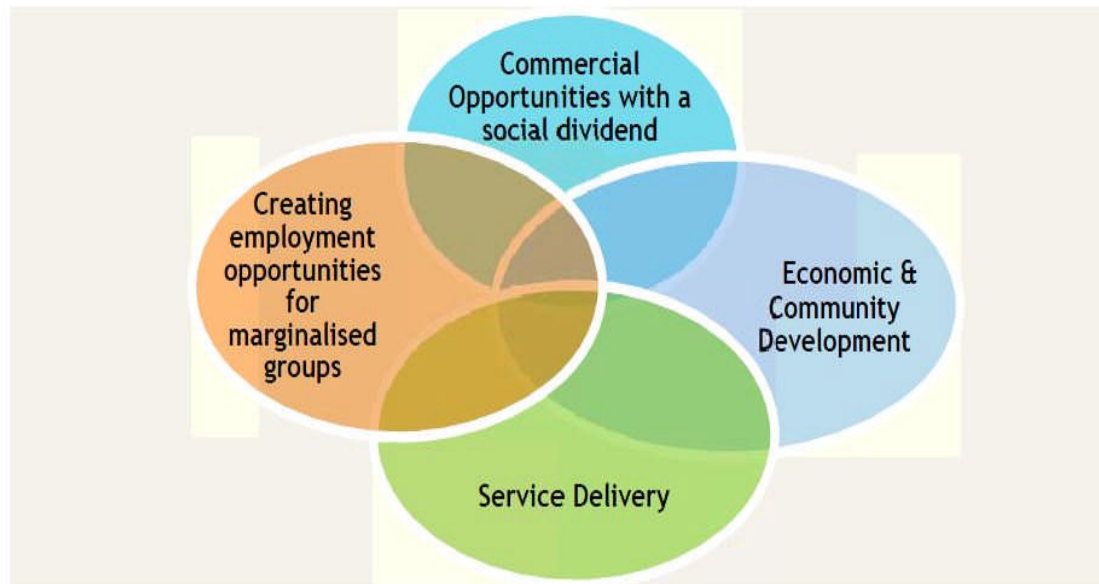 Commercial
Opportunities with a
social dividend
Creating
employment
opportunities
for
marginalised
groups
Economic &
Community
Development
Service Delivery